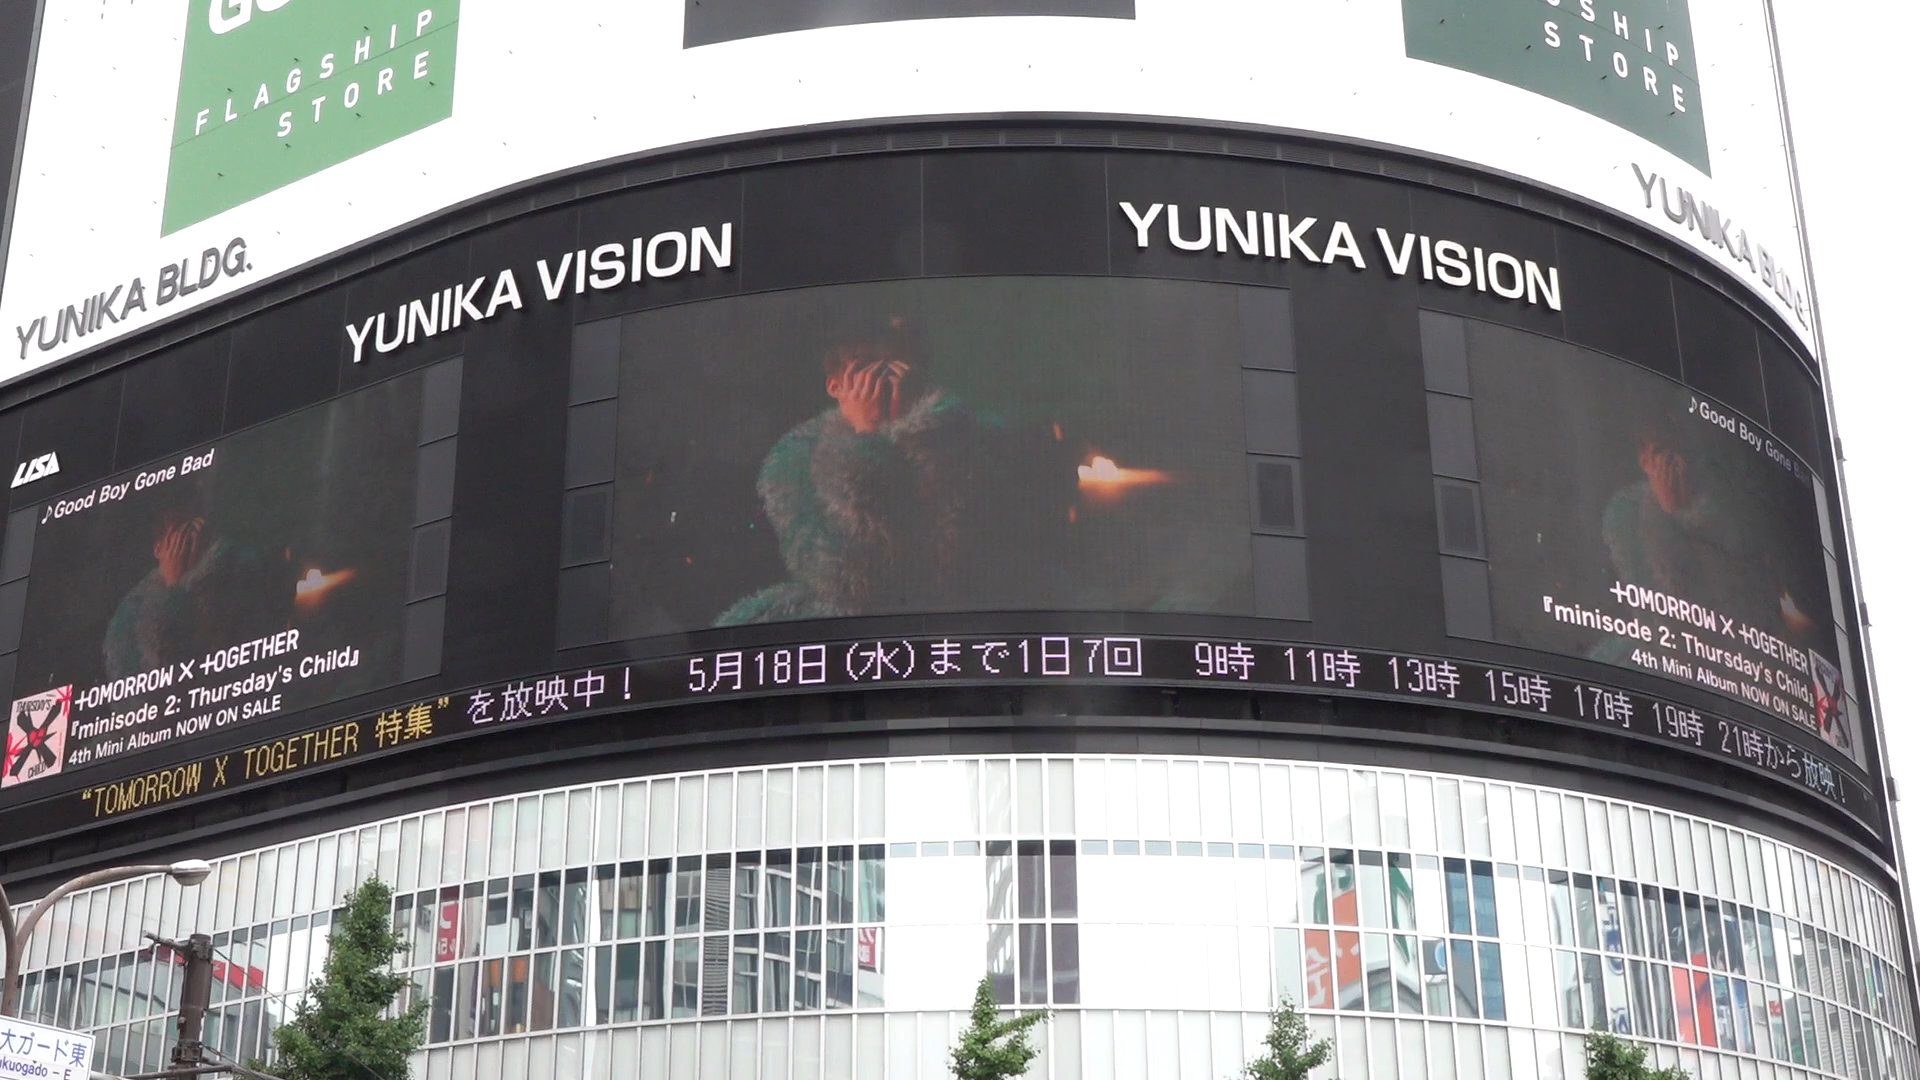 FLAGSHIP
STORE
SHIP
STORE
YUNIKA BLDG.
YUNIKA VISION
YUNIKA VISION
YUNIKA BLDG.
LISA
♪Good Boy Gone Bad
TOMORROW X TOGETHER
『minisode 2: Thursday's Child』
4th Mini Album NOW ON SALE
THURSDAY'S
CHILD
♪Good Boy Gone Bad
TOMORROW X TOGETHER
『minisode 2: Thursday's Child』
4th Mini Album NOW ON SALE
“TOMORROW X TOGETHER 特集” を放映中！ 5月18日（水）まで1日7回 9時 11時 13時 15時 17時 19時 21時から放映！
大ガード東
ukuogado - E